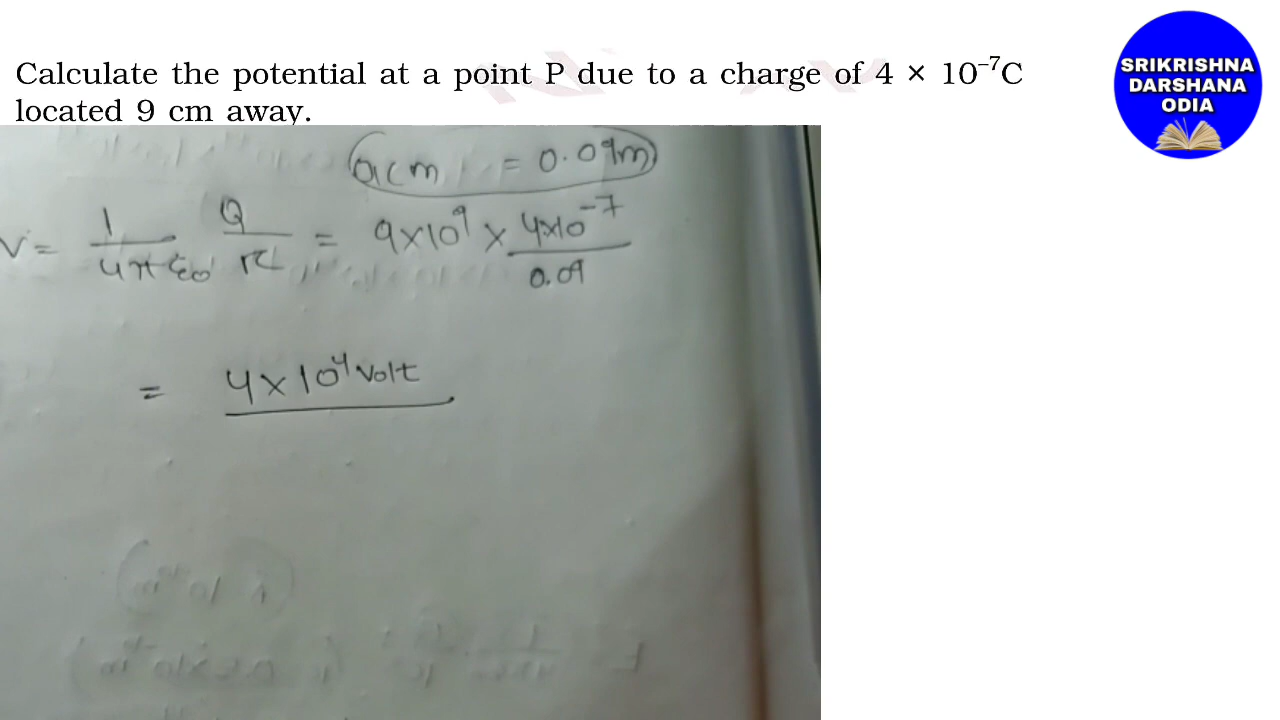 Calculate the potential at a point P due to a charge of 4 × 10⁻⁷C
located 9 cm away.
SRIKRISHNA
DARSHANA
ODIA
9cm = 0.09m
V = 1/4πε₀ Q/r = 9×10⁹ × 4×10⁻⁷/0.09
= 4×10⁴ Volt